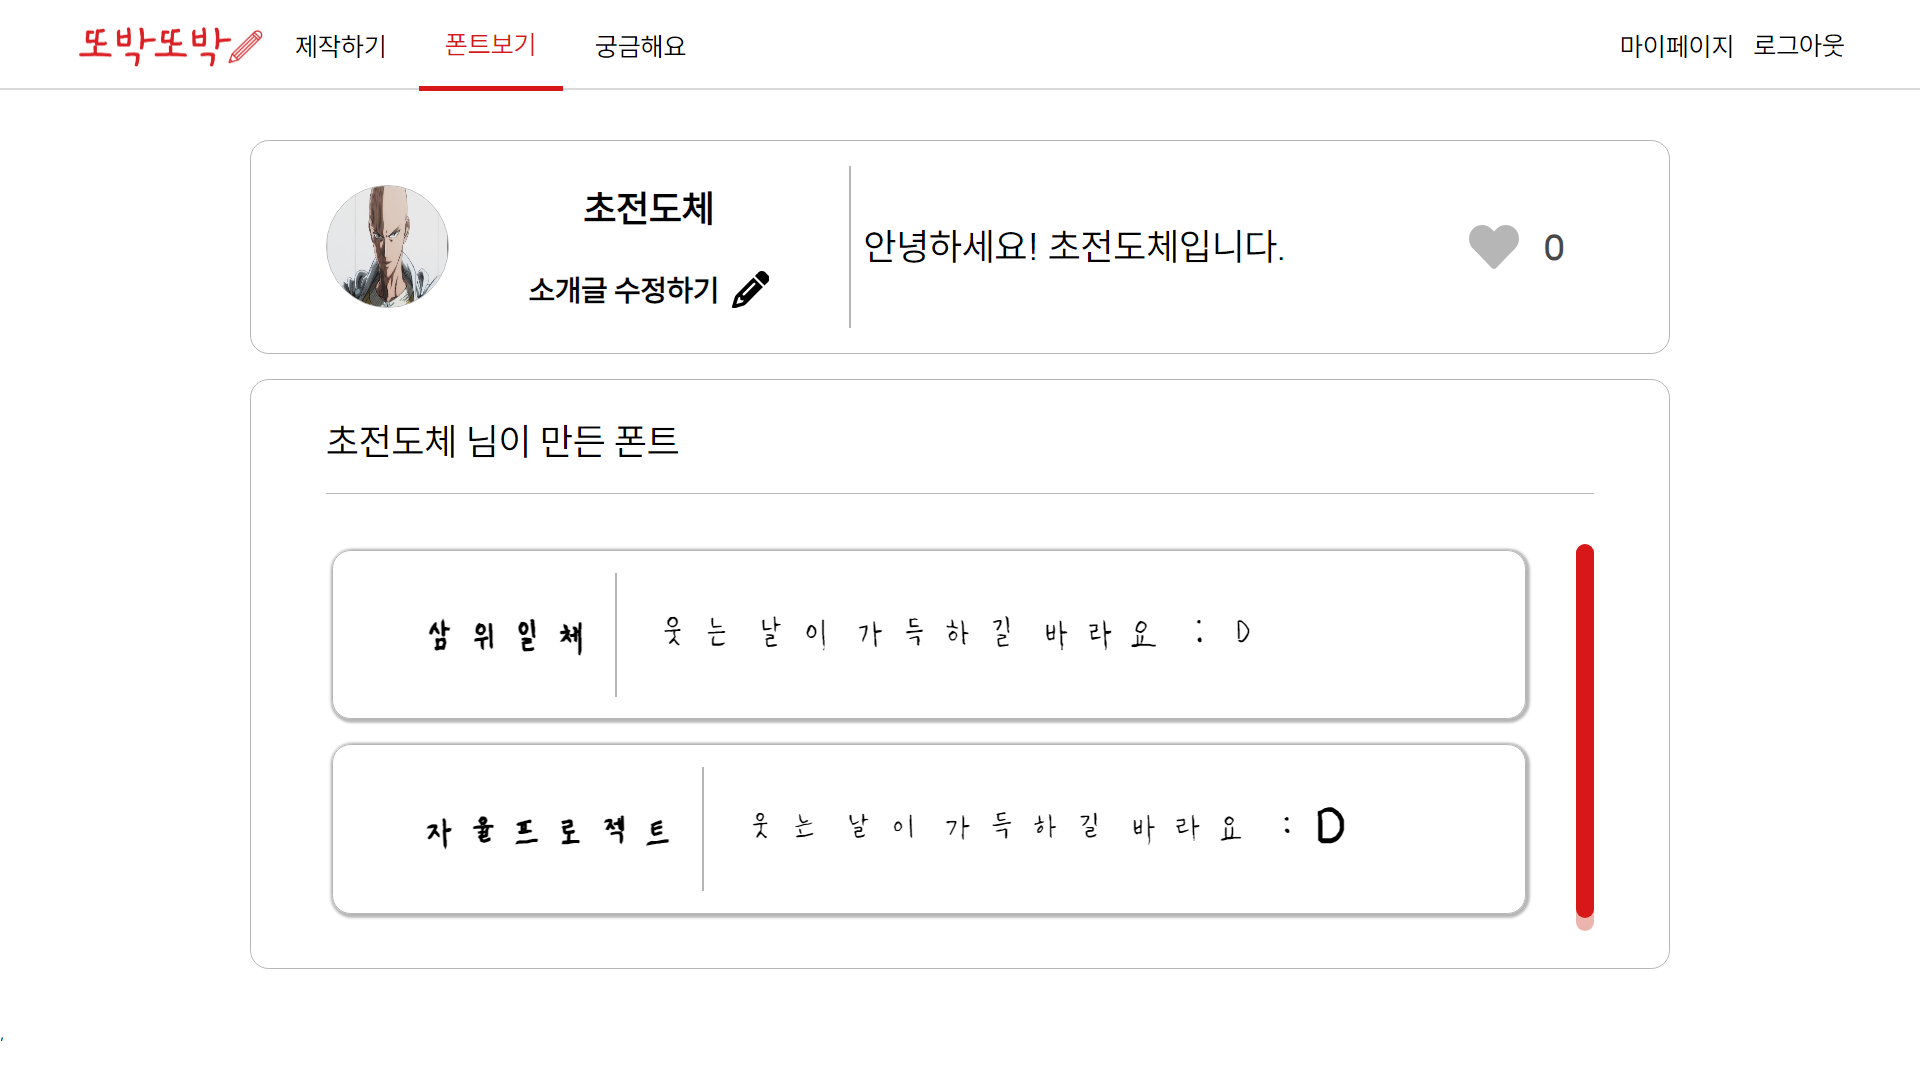 또박또박 제작하기 폰트보기 궁금해요 마이페이지 로그아웃
초전도체
소개글 수정하기
안녕하세요! 초전도체입니다.
0
초전도체 님이 만든 폰트
삼위일체 웃는 날이 가득하길 바라요 : D
자율프로젝트 웃는 날이 가득하길 바라요 : D
,